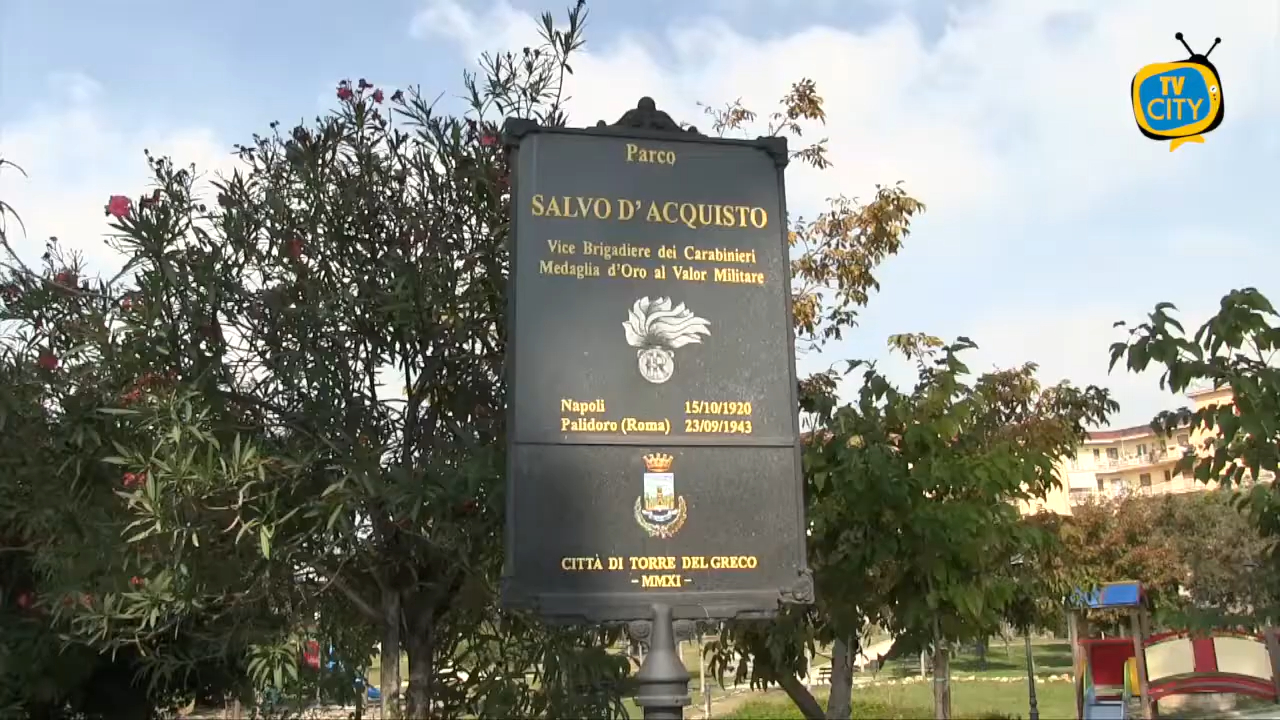 TV
CITY
Parco
SALVO D'ACQUISTO
Vice Brigadiere dei Carabinieri
Medaglia d'Oro al Valor Militare
Napoli 15/10/1920
Palidoro (Roma) 23/09/1943
CITTÀ DI TORRE DEL GRECO
- MMXI -